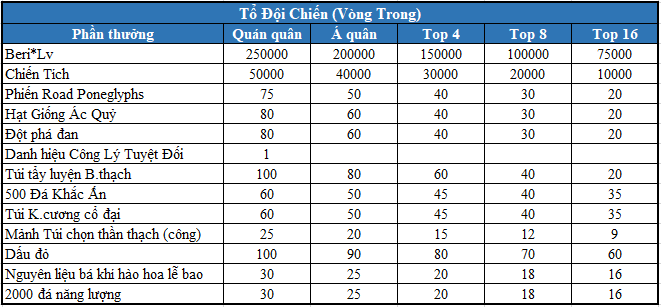 Tổ Đội Chiến (Vòng Trong)
Phần thưởng Quán quân Á quân Top 4 Top 8 Top 16
Beri*Lv 250000 200000 150000 100000 75000
Chiến Tích 50000 40000 30000 20000 10000
Phiến Road Poneglyphs 75 50 40 30 20
Hạt Giống Ác Quỷ 80 60 40 30 20
Đột phá đan 80 60 40 30 20
Danh hiệu Công Lý Tuyệt Đối 1
Túi tẩy luyện B.thạch 100 80 60 40 20
500 Đá Khắc Ấn 60 50 45 40 35
Túi K.cương cổ đại 60 50 45 40 35
Mảnh Túi chọn thần thạch (công) 25 20 15 12 9
Dấu đỏ 100 90 80 70 60
Nguyên liệu bá khí hào hoa lễ bao 30 25 20 18 16
2000 đá năng lượng 30 25 20 18 16